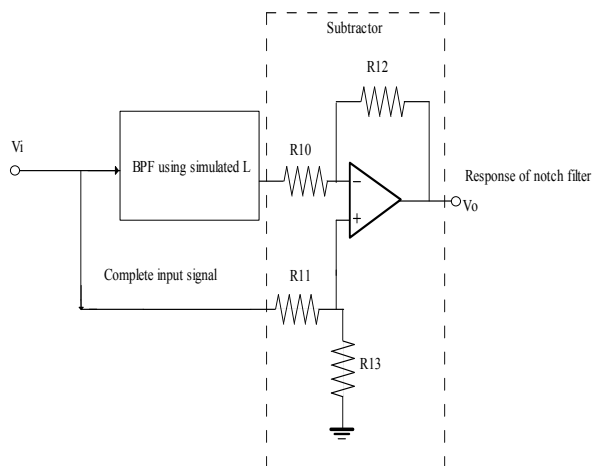 Subtractor
R12
Vi
R10
BPF using simulated L
−
Response of notch filter
Vo
+
Complete input signal
R11
R13